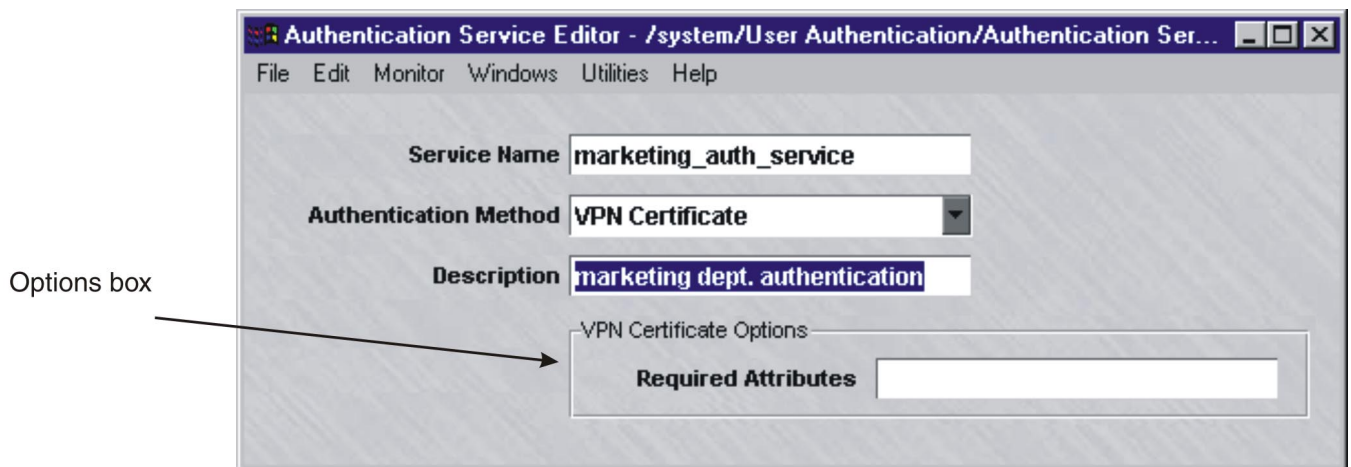 Authentication Service Editor - /system/User Authentication/Authentication Ser...
File Edit Monitor Windows Utilities Help
Service Name marketing_auth_service
Authentication Method VPN Certificate
Description marketing dept. authentication
Options box
VPN Certificate Options
Required Attributes